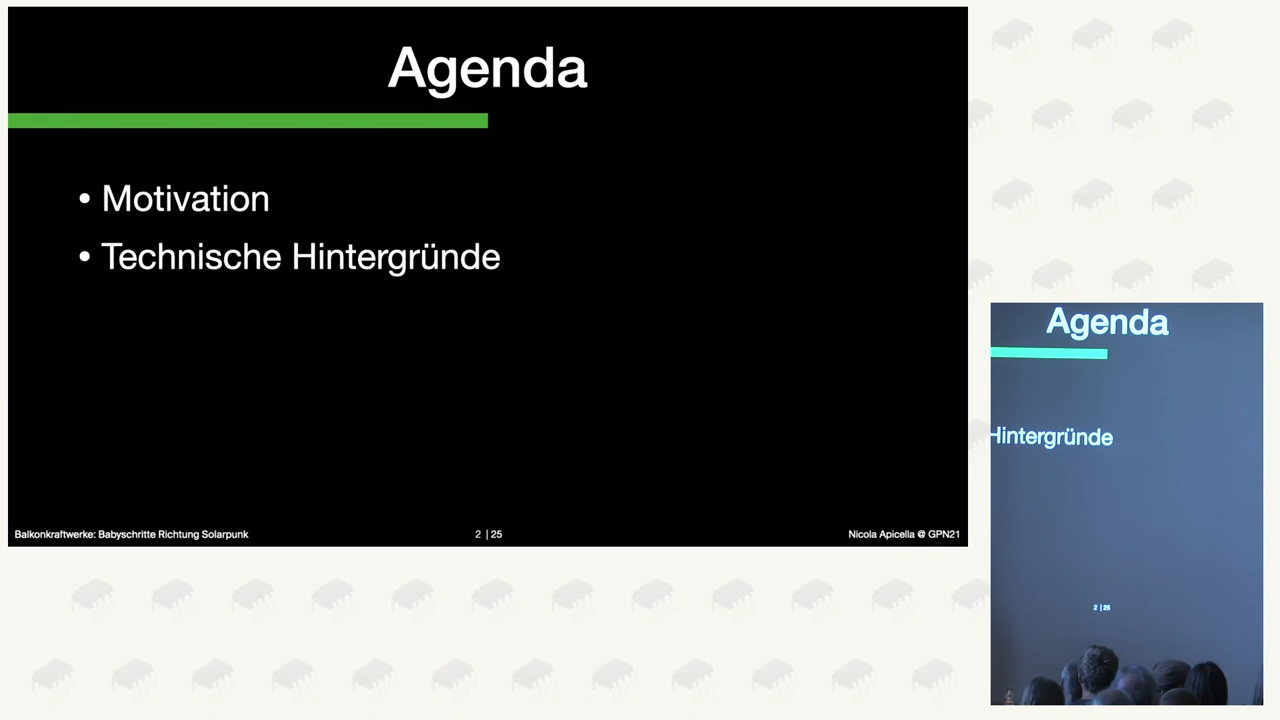 Agenda
• Motivation
• Technische Hintergründe
Balkonkraftwerke: Babyschritte Richtung Solarpunk
2 | 25
Nicola Apicella @ GPN21
Agenda
Hintergründe
2 | 25